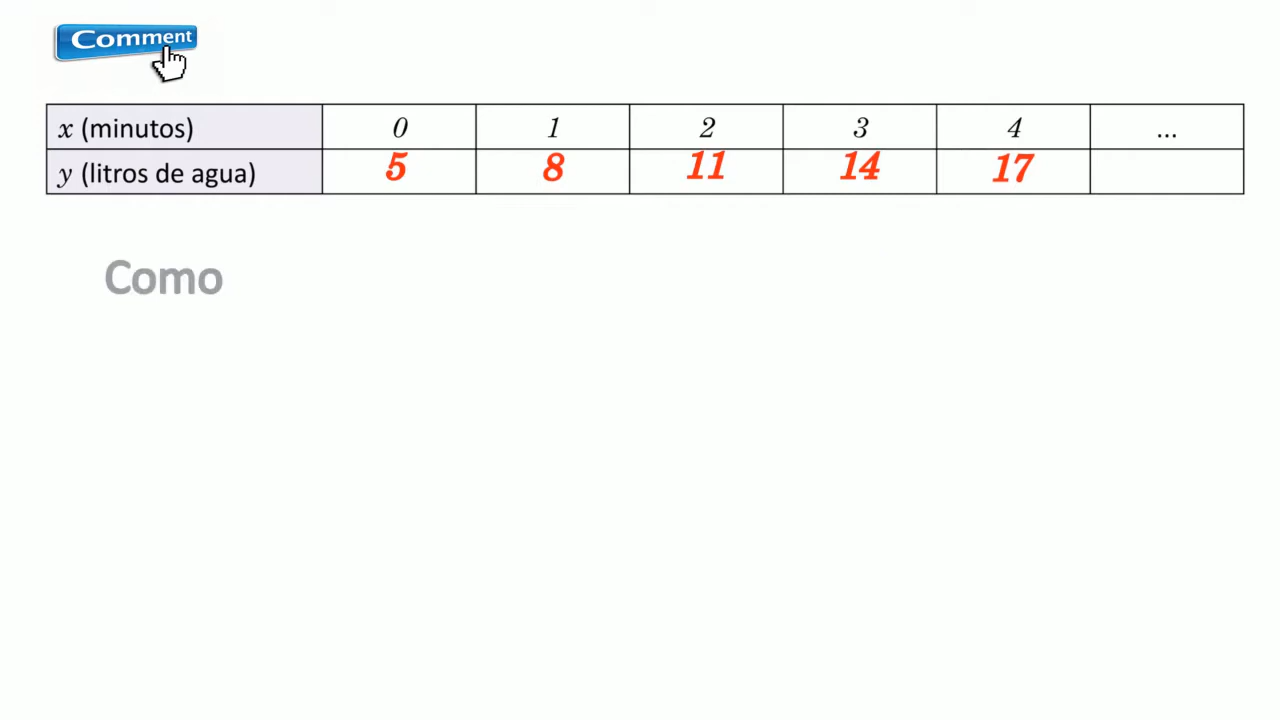 Comment
x (minutos) 0 1 2 3 4 ...
y (litros de agua) 5 8 11 14 17
Como